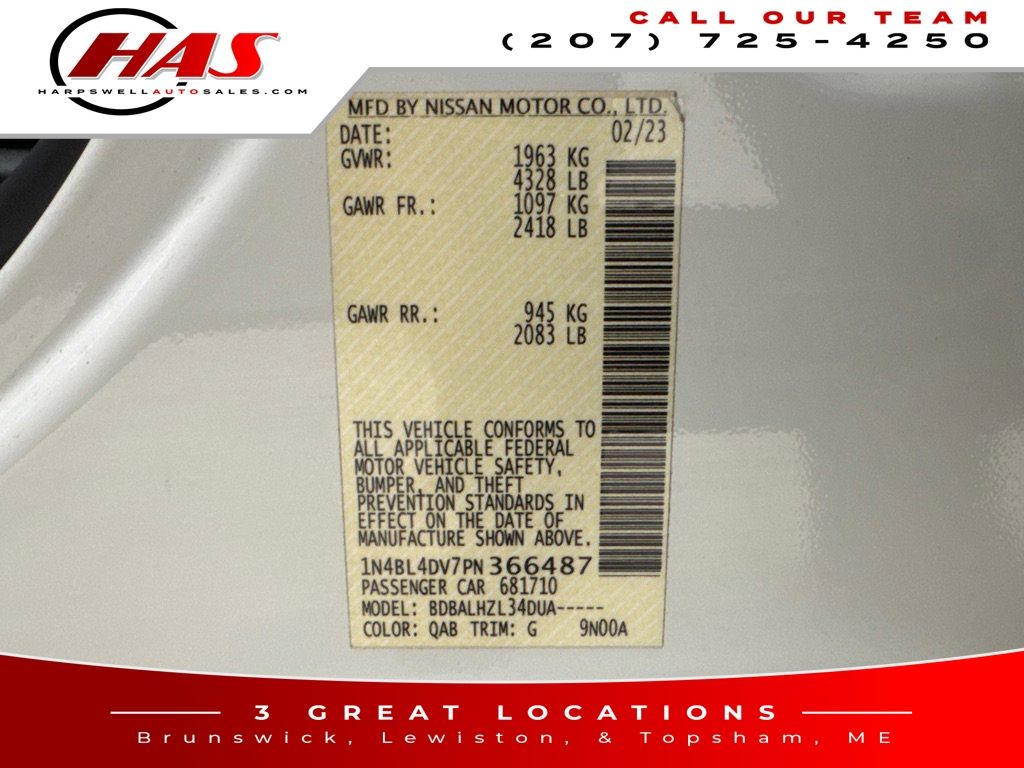 HAS
HARPSWELLAUTOSALES.COM
CALL OUR TEAM
(207) 725-4250
MFD BY NISSAN MOTOR CO., LTD.
DATE: 02/23
GVWR: 1963 KG
4328 LB
GAWR FR.: 1097 KG
2418 LB
GAWR RR.: 945 KG
2083 LB
THIS VEHICLE CONFORMS TO
ALL APPLICABLE FEDERAL
MOTOR VEHICLE SAFETY,
BUMPER, AND THEFT
PREVENTION STANDARDS IN
EFFECT ON THE DATE OF
MANUFACTURE SHOWN ABOVE.
1N4BL4DV7PN366487
PASSENGER CAR 681710
MODEL: BDBALHZL34DUA-----
COLOR: QAB TRIM: G 9N00A
3 GREAT LOCATIONS
Brunswick, Lewiston, & Topsham, ME